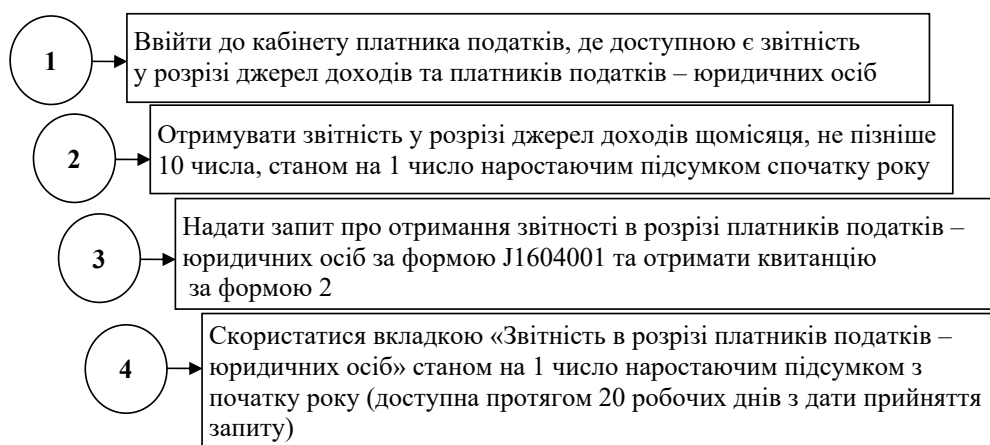 1
Ввійти до кабінету платника податків, де доступною є звітність
у розрізі джерел доходів та платників податків – юридичних осіб
2
Отримувати звітність у розрізі джерел доходів щомісяця, не пізніше
10 числа, станом на 1 число наростаючим підсумком спочатку року
3
Надати запит про отримання звітності в розрізі платників податків –
юридичних осіб за формою J1604001 та отримати квитанцію
за формою 2
4
Скористатися вкладкою «Звітність в розрізі платників податків –
юридичних осіб» станом на 1 число наростаючим підсумком з
початку року (доступна протягом 20 робочих днів з дати прийняття
запиту)